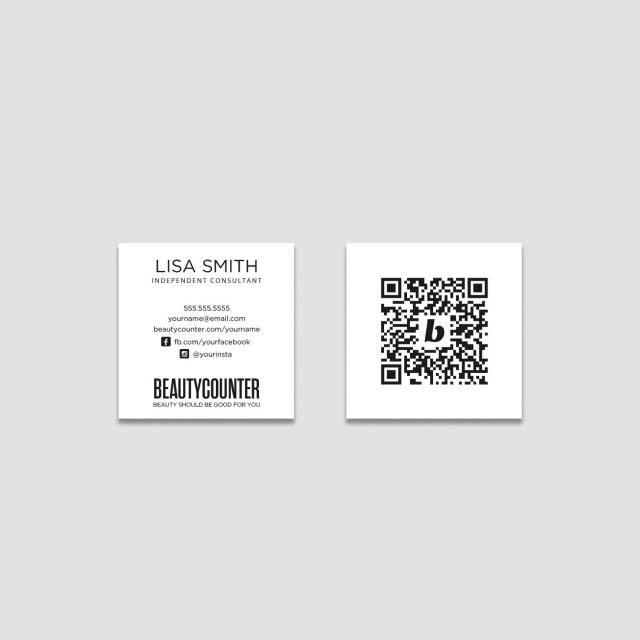 LISA SMITH
INDEPENDENT CONSULTANT
555.555.5555
yourname@email.com
beautycounter.com/yourname
fb.com/yourfacebook
@yourinsta
BEAUTYCOUNTER
BEAUTY SHOULD BE GOOD FOR YOU
b